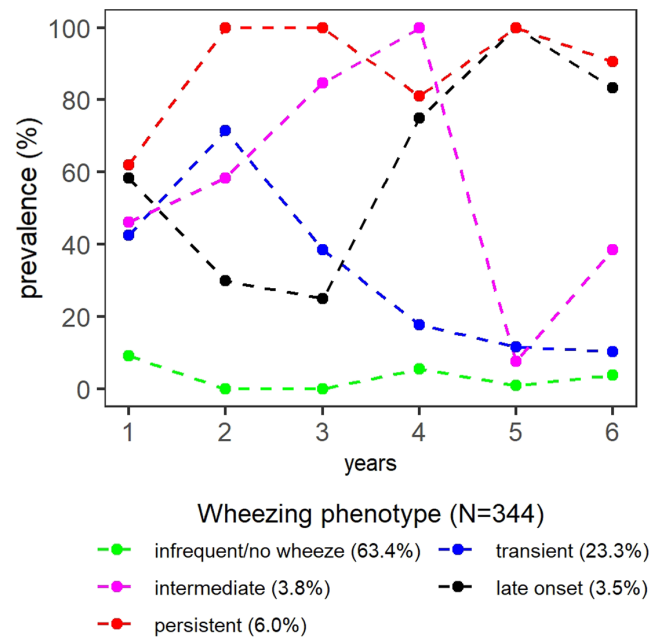 prevalence (%)
100
80
60
40
20
0
1 2 3 4 5 6
years
Wheezing phenotype (N=344)
infrequent/no wheeze (63.4%) transient (23.3%)
intermediate (3.8%) late onset (3.5%)
persistent (6.0%)